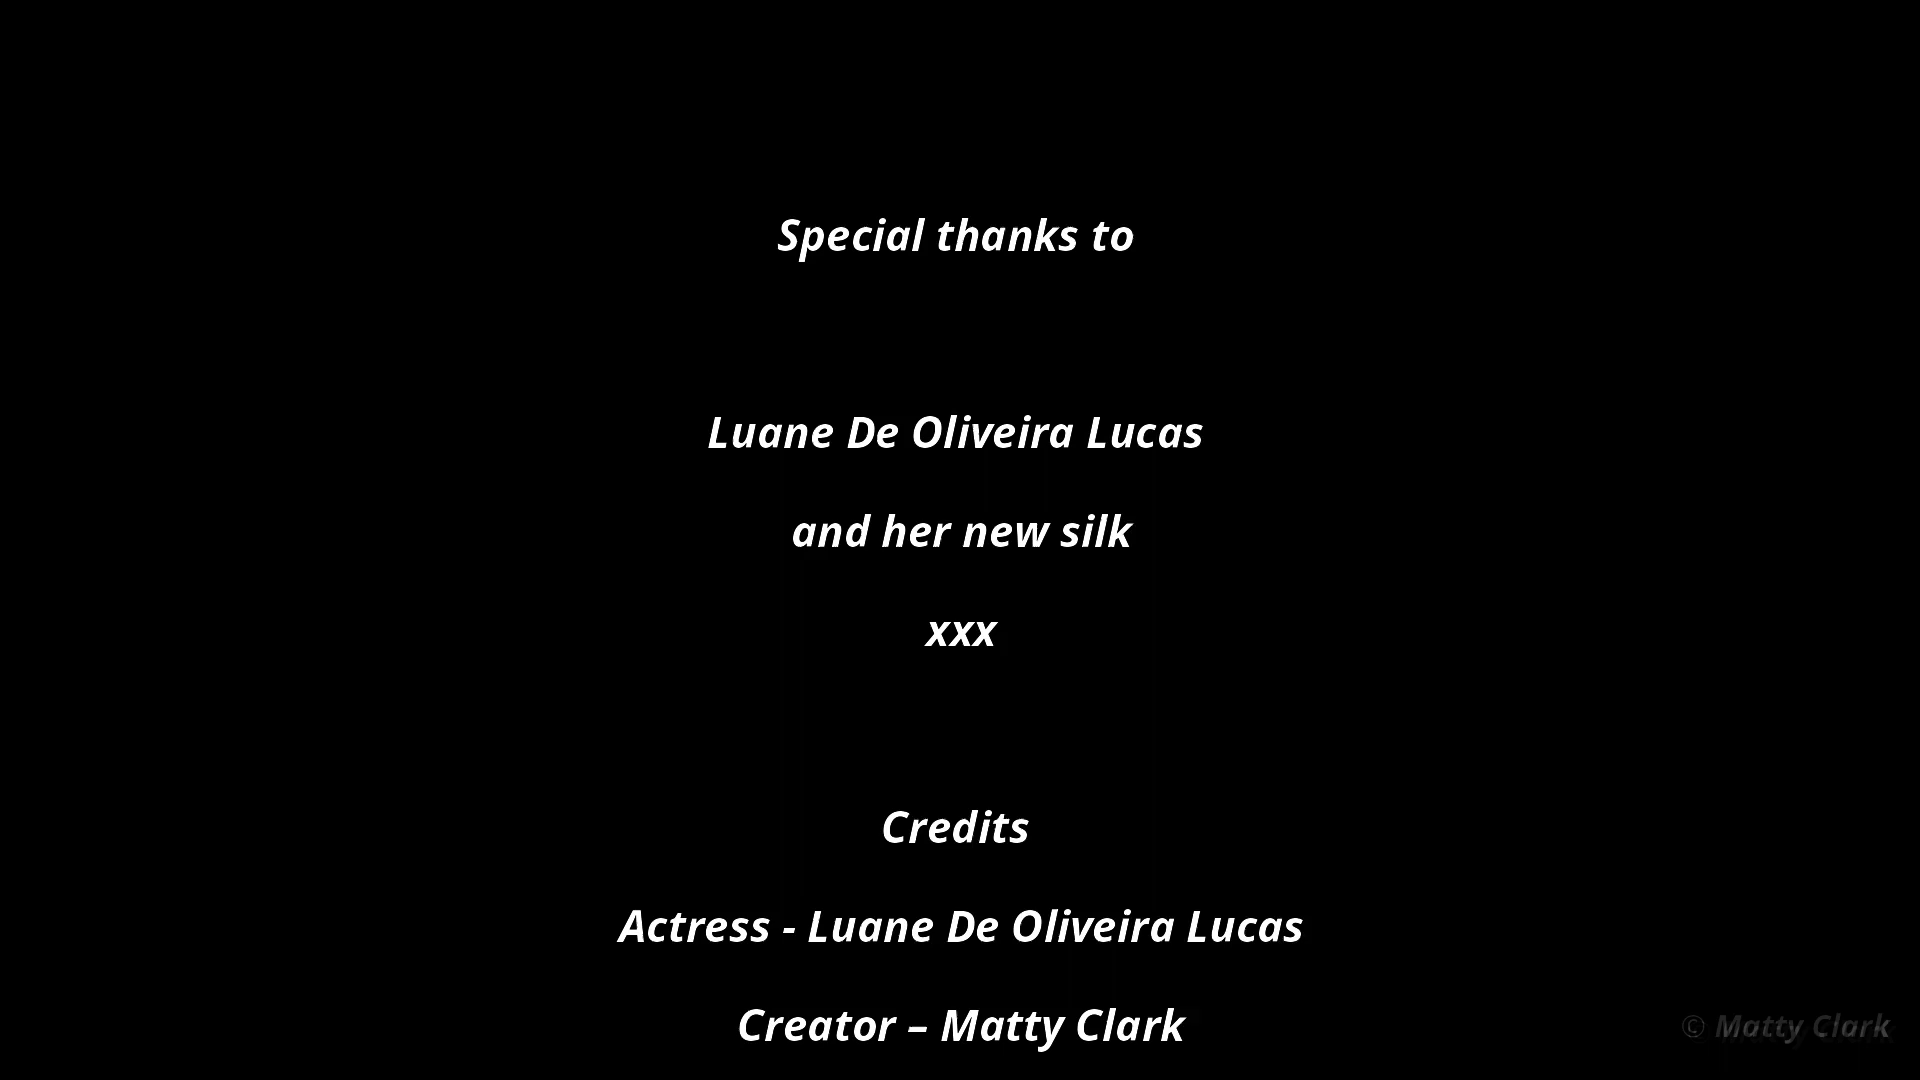 Special thanks to
Luane De Oliveira Lucas
and her new silk
xxx
Credits
Actress - Luane De Oliveira Lucas
Creator – Matty Clark
© Matty Clark